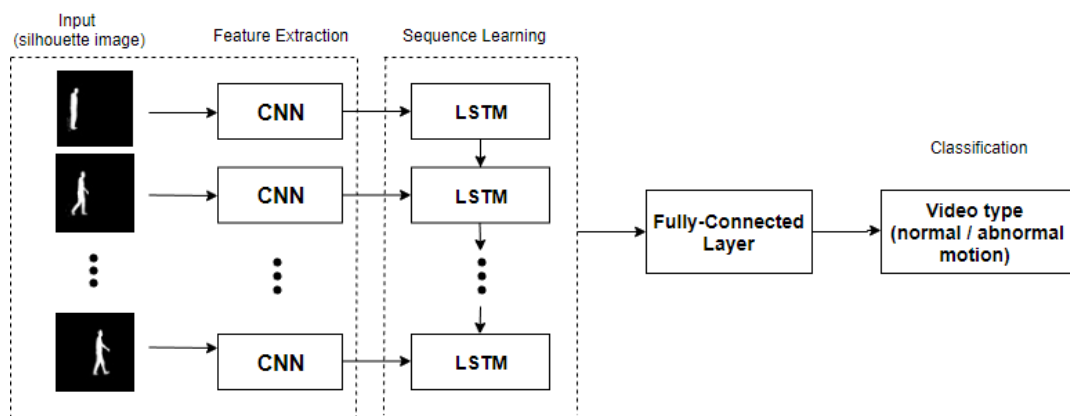 Input
(silhouette image)
Feature Extraction
Sequence Learning
CNN
LSTM
CNN
LSTM
CNN
LSTM
Fully-Connected
Layer
Classification
Video type
(normal / abnormal
motion)